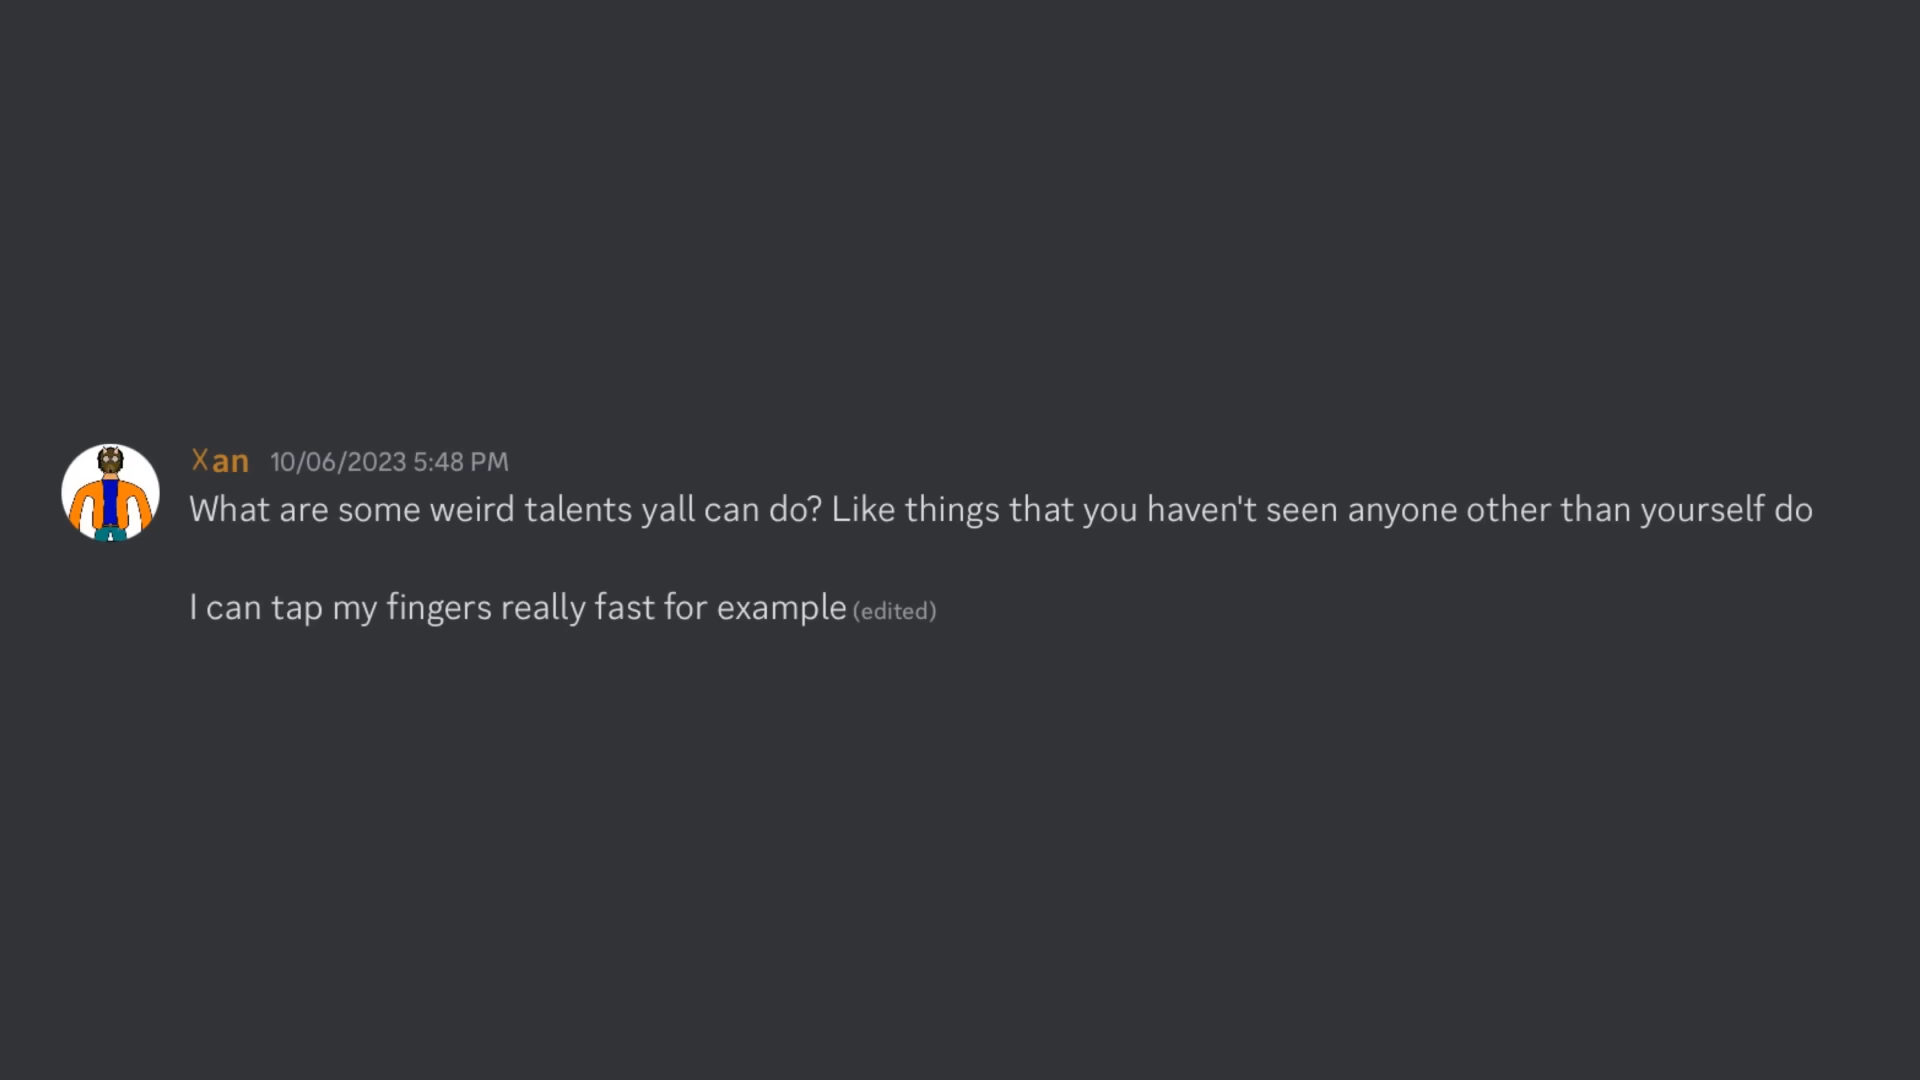 Xan 10/06/2023 5:48 PM
What are some weird talents yall can do? Like things that you haven't seen anyone other than yourself do
I can tap my fingers really fast for example (edited)